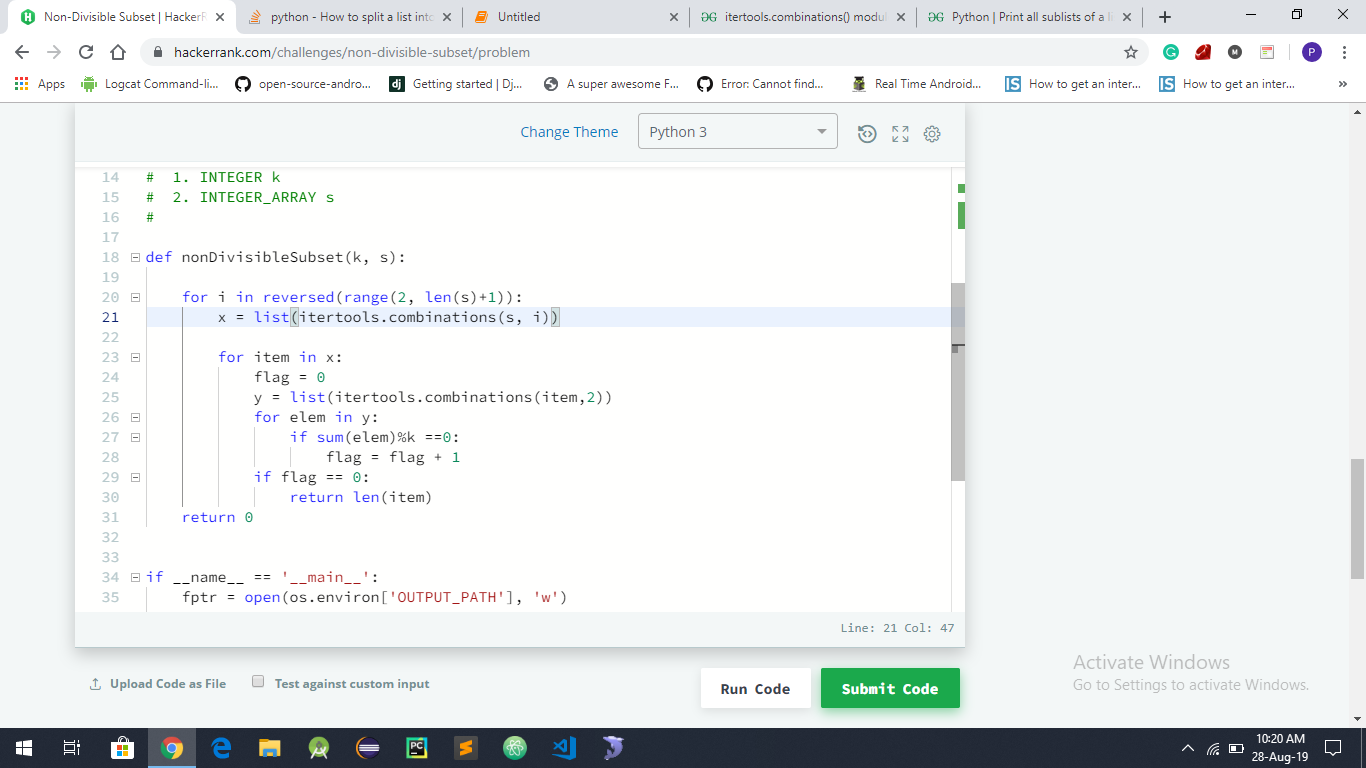 Non-Divisible Subset | HackerR
python - How to split a list into
Untitled
itertools.combinations() modul
Python | Print all sublists of a li
hackerrank.com/challenges/non-divisible-subset/problem
Apps
Logcat Command-li...
open-source-andro...
Getting started | Dj...
A super awesome F...
Error: Cannot find...
Real Time Android...
How to get an inter...
How to get an inter...
»
Change Theme
Python 3
14 #  1. INTEGER k
15 #  2. INTEGER_ARRAY s
16 #
17
18 def nonDivisibleSubset(k, s):
19
20     for i in reversed(range(2, len(s)+1)):
21         x = list(itertools.combinations(s, i))
22
23         for item in x:
24             flag = 0
25             y = list(itertools.combinations(item,2))
26             for elem in y:
27                 if sum(elem)%k ==0:
28                     flag = flag + 1
29             if flag == 0:
30                 return len(item)
31     return 0
32
33
34 if __name__ == '__main__':
35     fptr = open(os.environ['OUTPUT_PATH'], 'w')
Line: 21 Col: 47
Upload Code as File
Test against custom input
Run Code
Submit Code
Activate Windows
Go to Settings to activate Windows.
10:20 AM
28-Aug-19